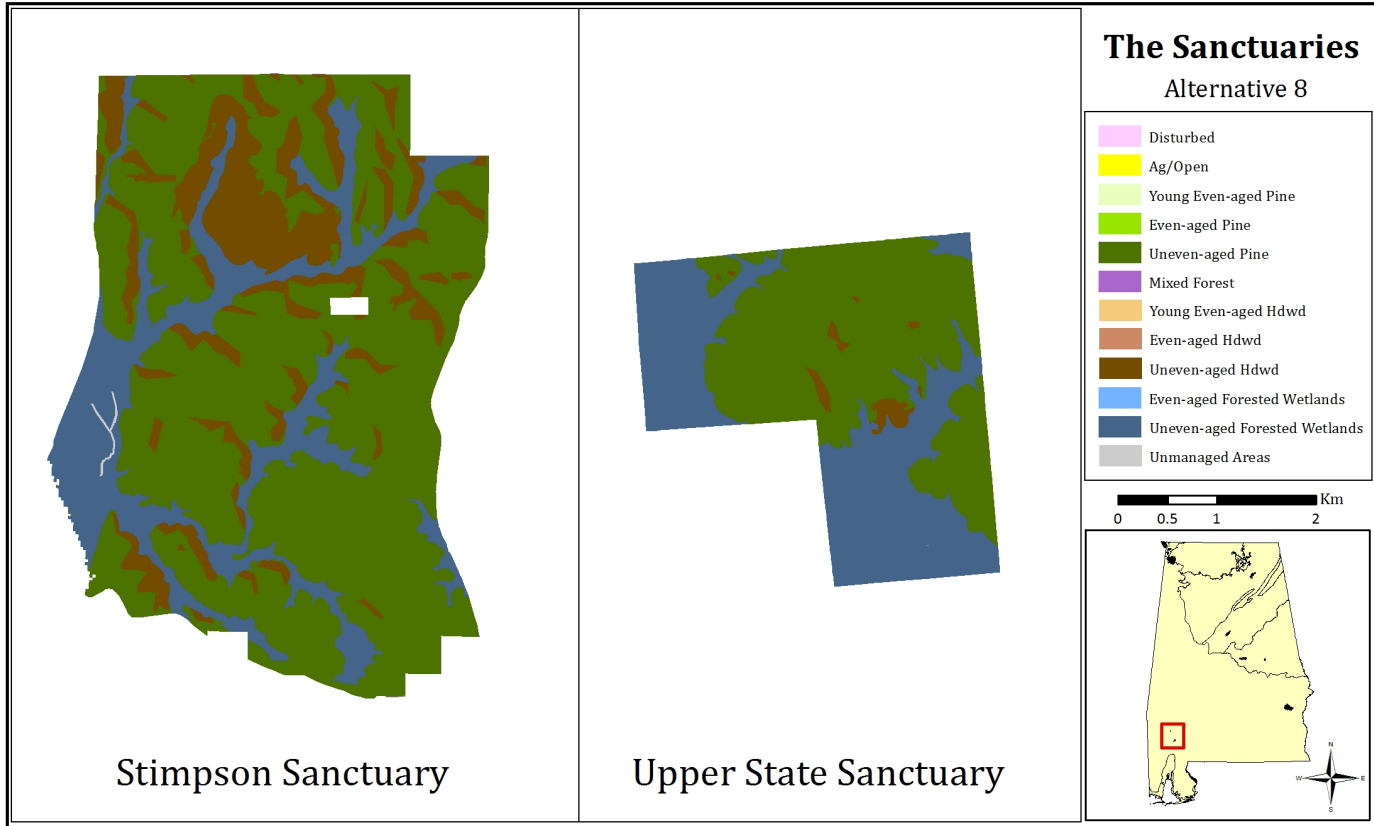 The Sanctuaries
Alternative 8
Disturbed
Ag/Open
Young Even-aged Pine
Even-aged Pine
Uneven-aged Pine
Mixed Forest
Young Even-aged Hdwd
Even-aged Hdwd
Uneven-aged Hdwd
Even-aged Forested Wetlands
Uneven-aged Forested Wetlands
Unmanaged Areas
Km
0 0.5 1 2
N
W E
S
Stimpson Sanctuary
Upper State Sanctuary